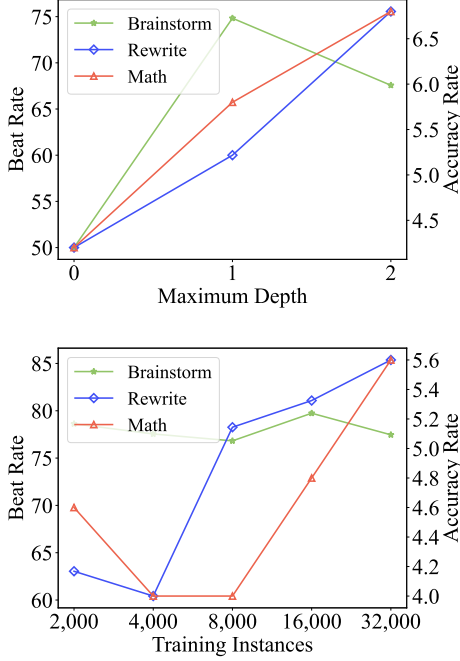 75
70
65
60
55
50
Beat Rate
Brainstorm
Rewrite
Math
6.5
6.0
5.5
5.0
4.5
Accuracy Rate
0 1 2
Maximum Depth
85
80
75
70
65
60
Beat Rate
Brainstorm
Rewrite
Math
5.6
5.4
5.2
5.0
4.8
4.6
4.4
4.2
4.0
Accuracy Rate
2,000 4,000 8,000 16,000 32,000
Training Instances